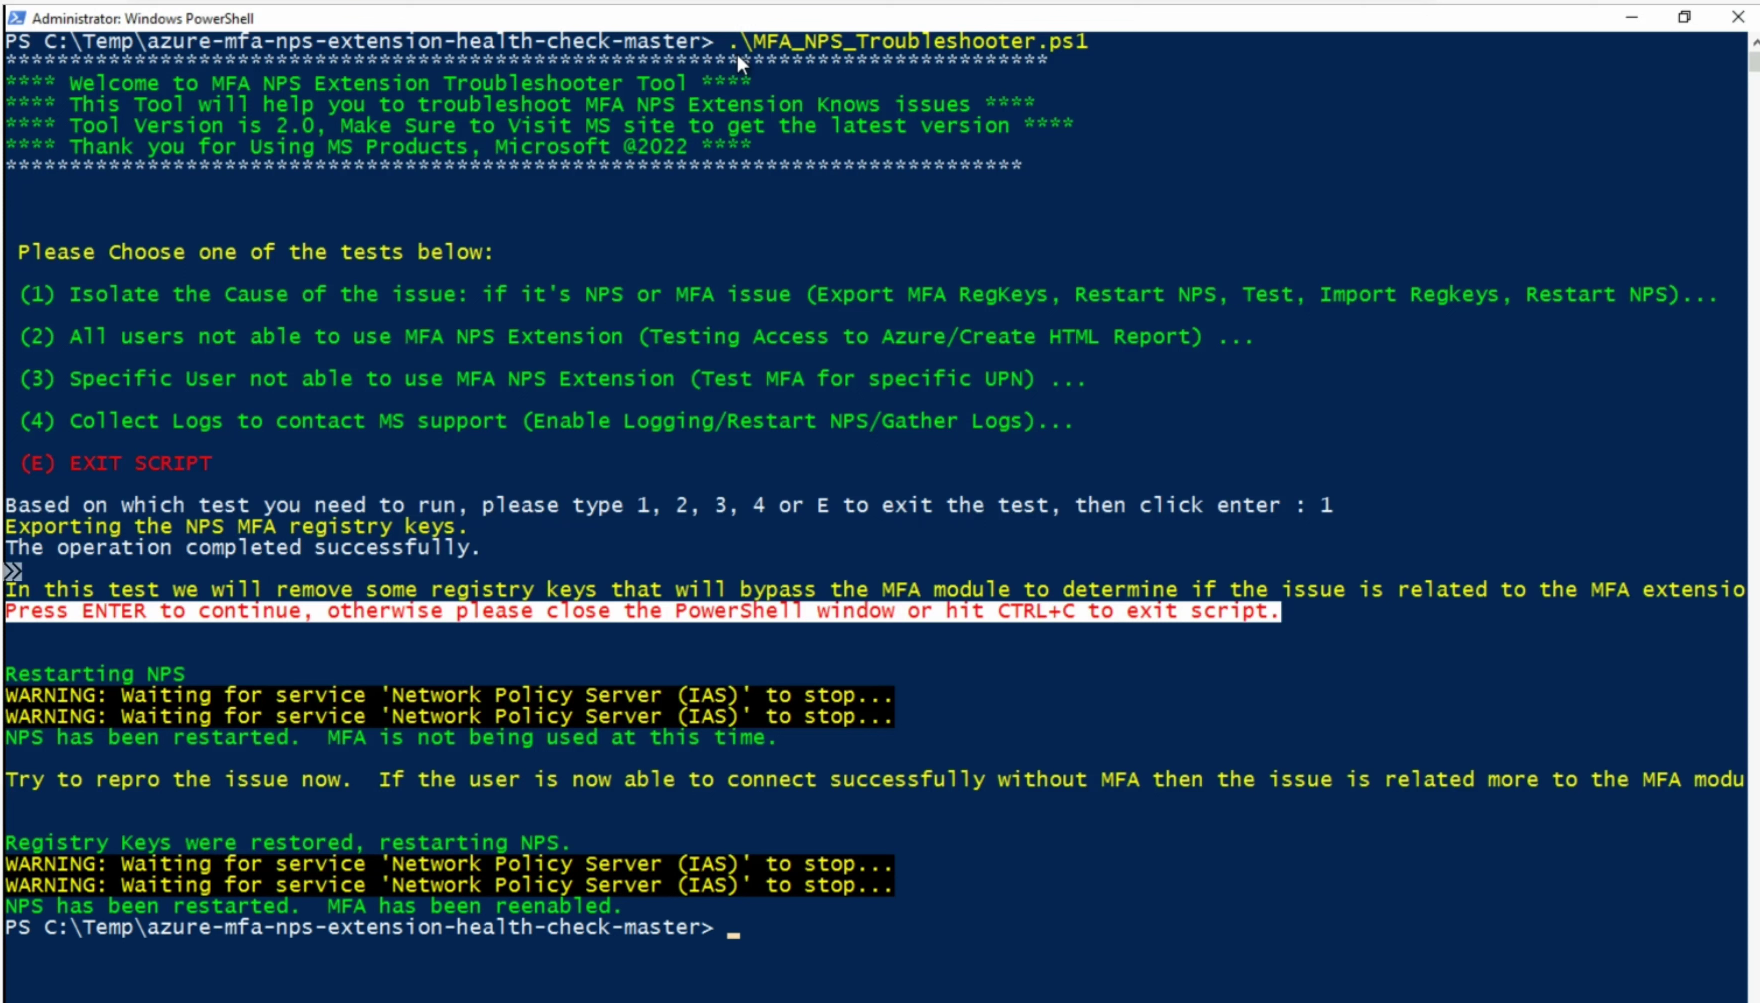 Administrator: Windows PowerShell
PS C:\Temp\azure-mfa-nps-extension-health-check-master> .\MFA_NPS_Troubleshooter.ps1
*********************************************************************************
**** Welcome to MFA NPS Extension Troubleshooter Tool ****
**** This Tool will help you to troubleshoot MFA NPS Extension Knows issues ****
**** Tool Version is 2.0, Make Sure to Visit MS site to get the latest version ****
**** Thank you for Using MS Products, Microsoft @2022 ****
*******************************************************************************
Please Choose one of the tests below:
(1) Isolate the Cause of the issue: if it's NPS or MFA issue (Export MFA RegKeys, Restart NPS, Test, Import Regkeys, Restart NPS)...
(2) All users not able to use MFA NPS Extension (Testing Access to Azure/Create HTML Report) ...
(3) Specific User not able to use MFA NPS Extension (Test MFA for specific UPN) ...
(4) Collect Logs to contact MS support (Enable Logging/Restart NPS/Gather Logs)...
(E) EXIT SCRIPT
Based on which test you need to run, please type 1, 2, 3, 4 or E to exit the test, then click enter : 1
Exporting the NPS MFA registry keys.
The operation completed successfully.
In this test we will remove some registry keys that will bypass the MFA module to determine if the issue is related to the MFA extensio
Press ENTER to continue, otherwise please close the PowerShell window or hit CTRL+C to exit script.
Restarting NPS
WARNING: Waiting for service 'Network Policy Server (IAS)' to stop...
WARNING: Waiting for service 'Network Policy Server (IAS)' to stop...
NPS has been restarted.  MFA is not being used at this time.
Try to repro the issue now.  If the user is now able to connect successfully without MFA then the issue is related more to the MFA modu
Registry Keys were restored, restarting NPS.
WARNING: Waiting for service 'Network Policy Server (IAS)' to stop...
WARNING: Waiting for service 'Network Policy Server (IAS)' to stop...
NPS has been restarted.  MFA has been reenabled.
PS C:\Temp\azure-mfa-nps-extension-health-check-master> _